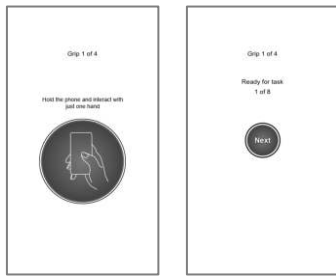 Grip 1 of 4
Hold the phone and interact with
just one hand
Grip 1 of 4
Ready for task
1 of 8
Next